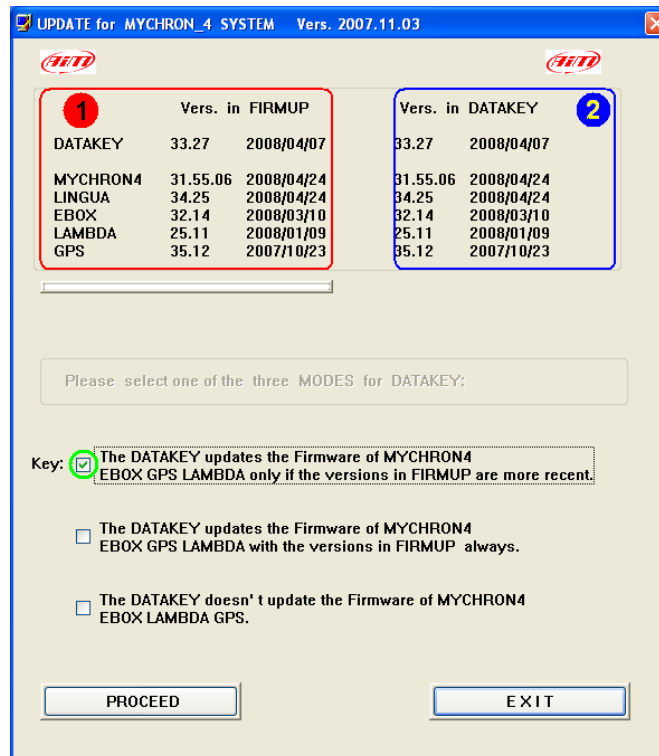 UPDATE for MYCHRON_4 SYSTEM Vers. 2007.11.03
AiM AiM
1 Vers. in FIRMUP Vers. in DATAKEY 2
DATAKEY 33.27 2008/04/07 33.27 2008/04/07
MYCHRON4 31.55.06 2008/04/24 31.55.06 2008/04/24
LINGUA 34.25 2008/04/24 34.25 2008/04/24
EBOX 32.14 2008/03/10 32.14 2008/03/10
LAMBDA 25.11 2008/01/09 25.11 2008/01/09
GPS 35.12 2007/10/23 35.12 2007/10/23
Please select one of the three MODES for DATAKEY:
Key: The DATAKEY updates the Firmware of MYCHRON4
EBOX GPS LAMBDA only if the versions in FIRMUP are more recent.
The DATAKEY updates the Firmware of MYCHRON4
EBOX GPS LAMBDA with the versions in FIRMUP always.
The DATAKEY doesn' t update the Firmware of MYCHRON4
EBOX LAMBDA GPS.
PROCEED EXIT